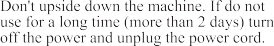 Don't upside down the machine. If do not
use for a long time (more than 2 days) turn
off the power and unplug the power cord.